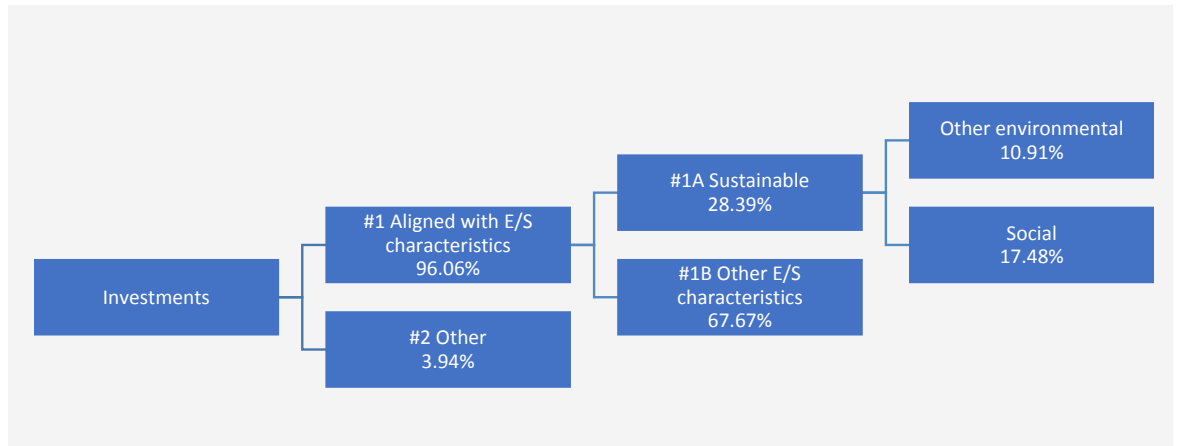 Investments
#1 Aligned with E/S
characteristics
96.06%
#2 Other
3.94%
#1A Sustainable
28.39%
#1B Other E/S
characteristics
67.67%
Other environmental
10.91%
Social
17.48%